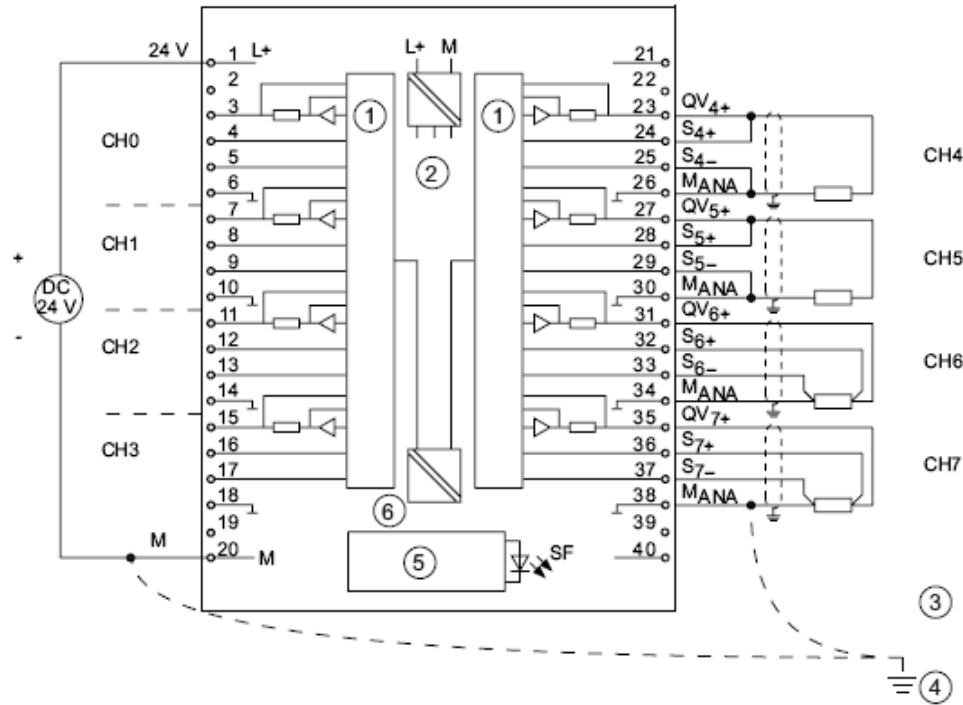 24 V 1 L+ L+ M 21
2 22
3 1 1 23 QV4+
CH0 4 24 S4+ CH4
5 2 25 S4-
6 26 MANA
7 27 QV5+
CH1 8 28 S5+ CH5
+ 9 29 S5-
DC 10 30 MANA
24 V 11 31 QV6+
- 12 32 S6+
CH2 13 33 S6- CH6
14 34 MANA
15 35 QV7+
CH3 16 36 S7+ CH7
17 37 S7-
18 6 38 MANA
19 39
M 20 M 5 SF 40
3
4